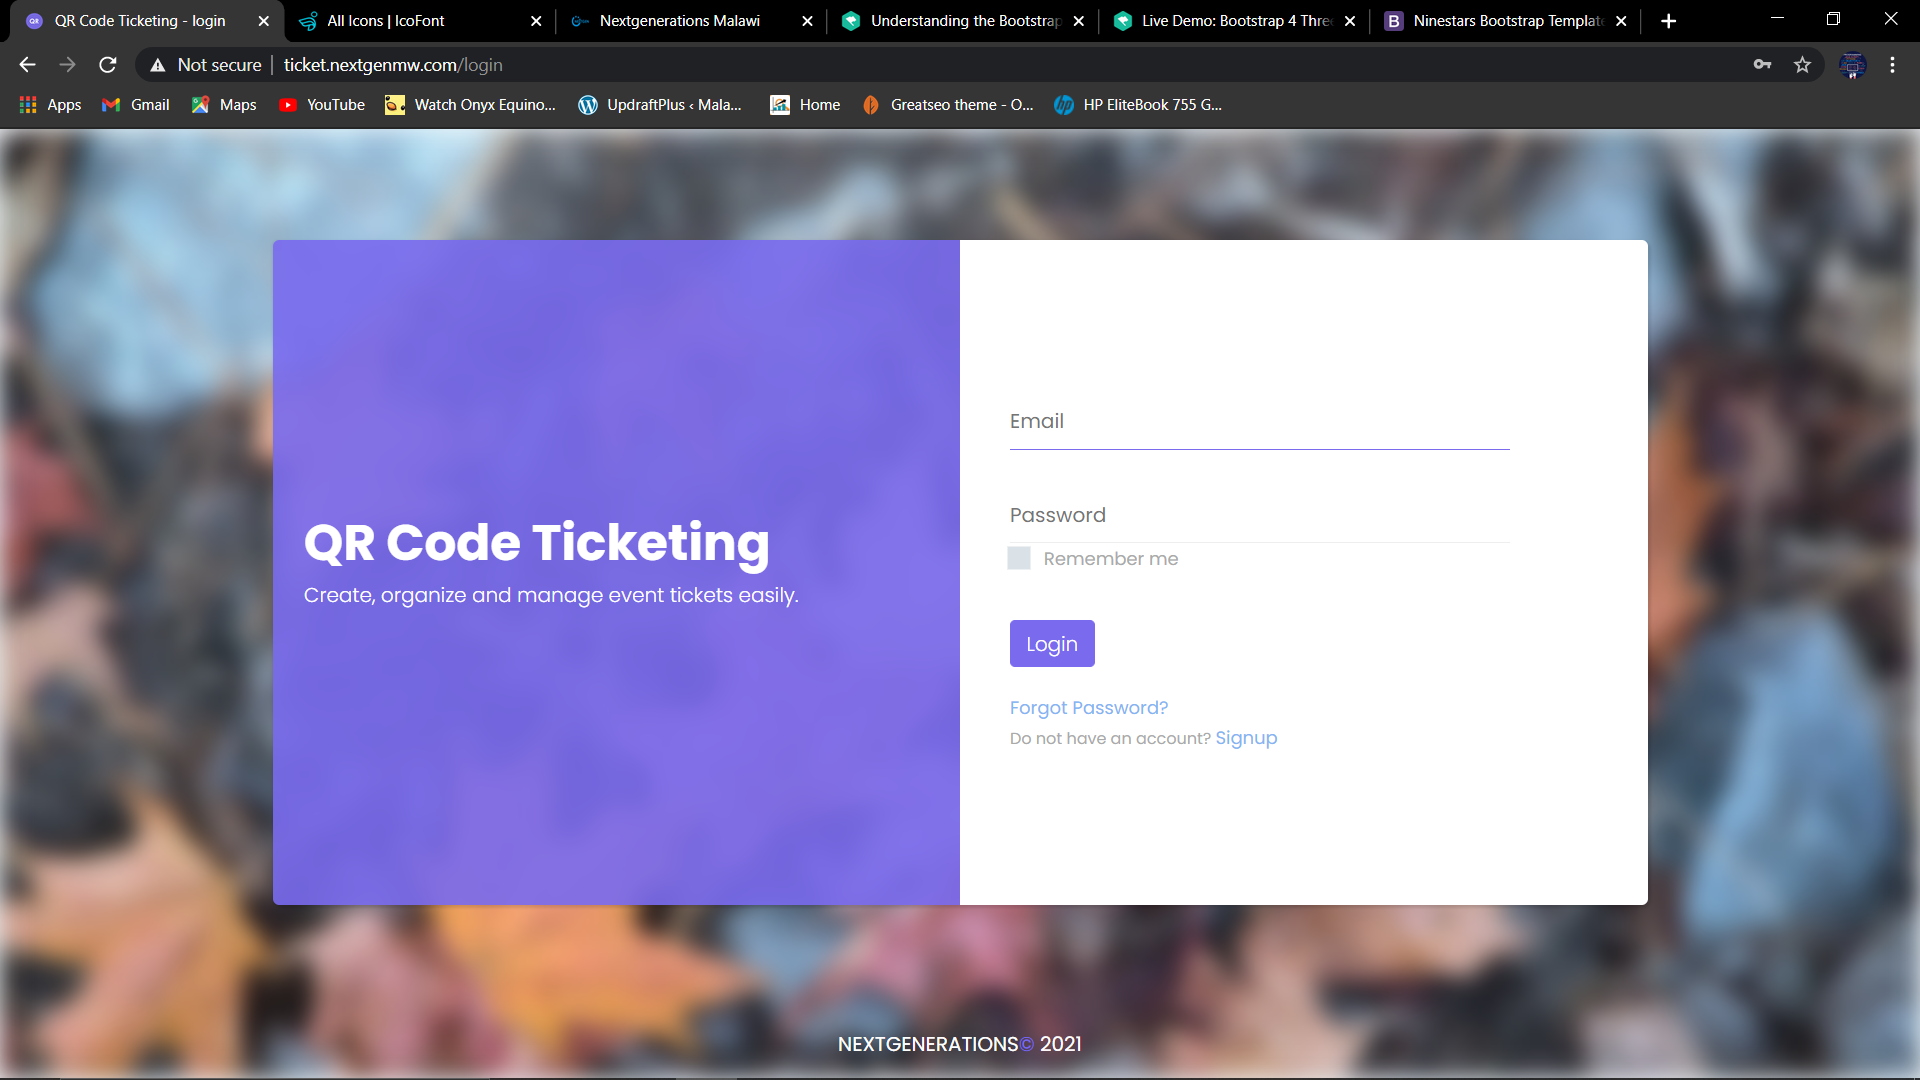 QR QR Code Ticketing - login
All Icons | IcoFont
Nextgenerations Malawi
Understanding the Bootstrap
Live Demo: Bootstrap 4 Three
B Ninestars Bootstrap Template
Not secure | ticket.nextgenmw.com/login
Apps
Gmail
Maps
YouTube
Watch Onyx Equino...
UpdraftPlus ‹ Mala...
Home
Greatseo theme - O...
hp HP EliteBook 755 G...
QR Code Ticketing
Create, organize and manage event tickets easily.
Email
Password
Remember me
Login
Forgot Password?
Do not have an account? Signup
NEXTGENERATIONS© 2021